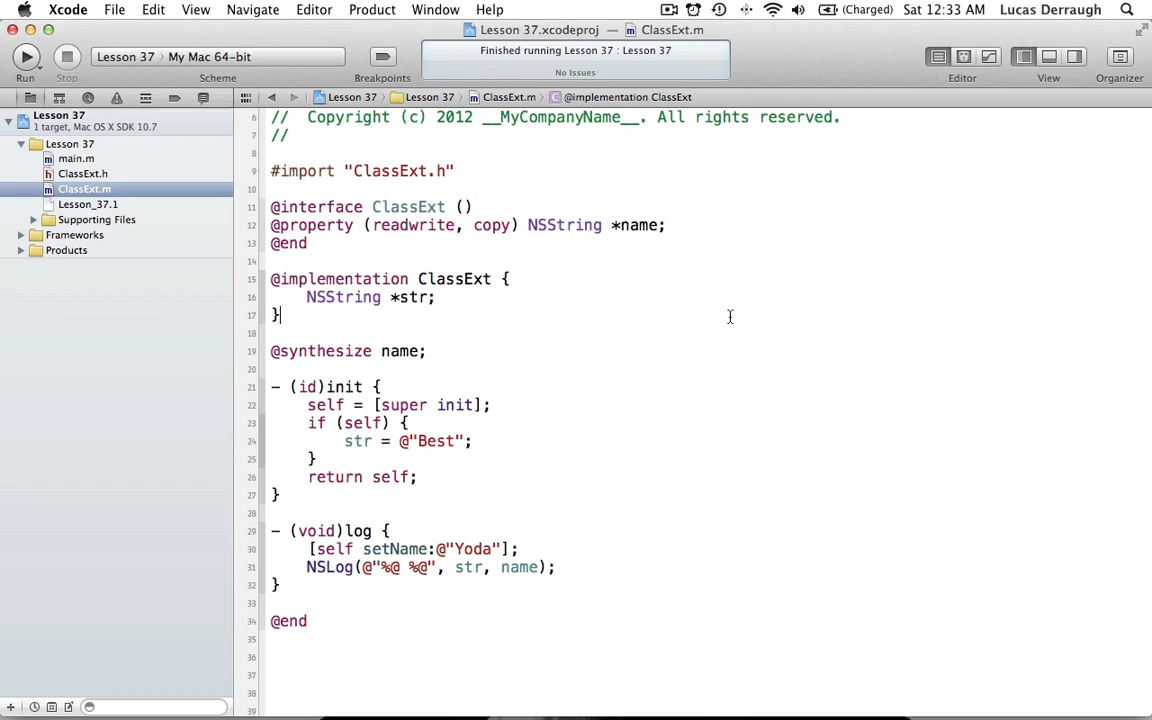 Xcode File Edit View Navigate Editor Product Window Help (Charged) Sat 12:33 AM Lucas Derraugh
Lesson 37.xcodeproj — ClassExt.m
Lesson 37 › My Mac 64-bit
Finished running Lesson 37 : Lesson 37
No Issues
Run Stop Scheme Breakpoints Editor View Organizer
Lesson 37 Lesson 37 ClassExt.m @implementation ClassExt
Lesson 37
1 target, Mac OS X SDK 10.7
Lesson 37
main.m
ClassExt.h
ClassExt.m
Lesson_37.1
Supporting Files
Frameworks
Products
6 // Copyright (c) 2012 __MyCompanyName__. All rights reserved.
7 //
8
9 #import "ClassExt.h"
10
11 @interface ClassExt ()
12 @property (readwrite, copy) NSString *name;
13 @end
14
15 @implementation ClassExt {
16 NSString *str;
17 }
18
19 @synthesize name;
20
21 - (id)init {
22 self = [super init];
23 if (self) {
24 str = @"Best";
25 }
26 return self;
27 }
28
29 - (void)log {
30 [self setName:@"Yoda"];
31 NSLog(@"%@ %@", str, name);
32 }
33
34 @end
35
36
37
38
39